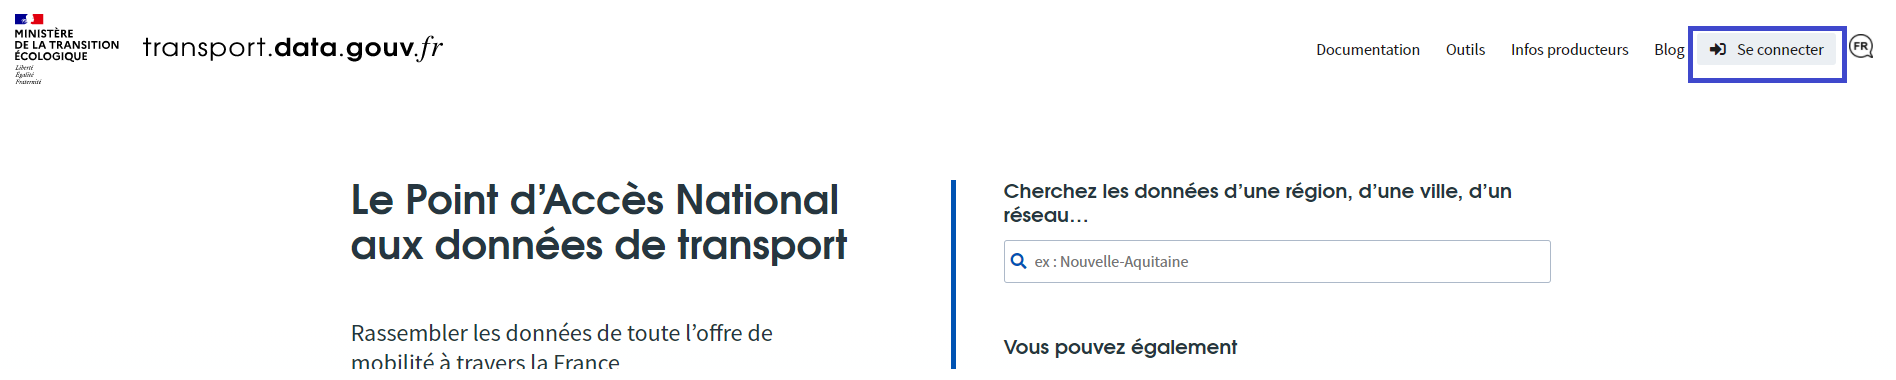 MINISTÈRE
DE LA TRANSITION
ÉCOLOGIQUE
Liberté
Égalité
Fraternité
transport.data.gouv.fr
Documentation
Outils
Infos producteurs
Blog
Se connecter
FR
Le Point d’Accès National
aux données de transport
Rassembler les données de toute l’offre de
mobilité à travers la France
Cherchez les données d’une région, d’une ville, d’un
réseau…
ex : Nouvelle-Aquitaine
Vous pouvez également